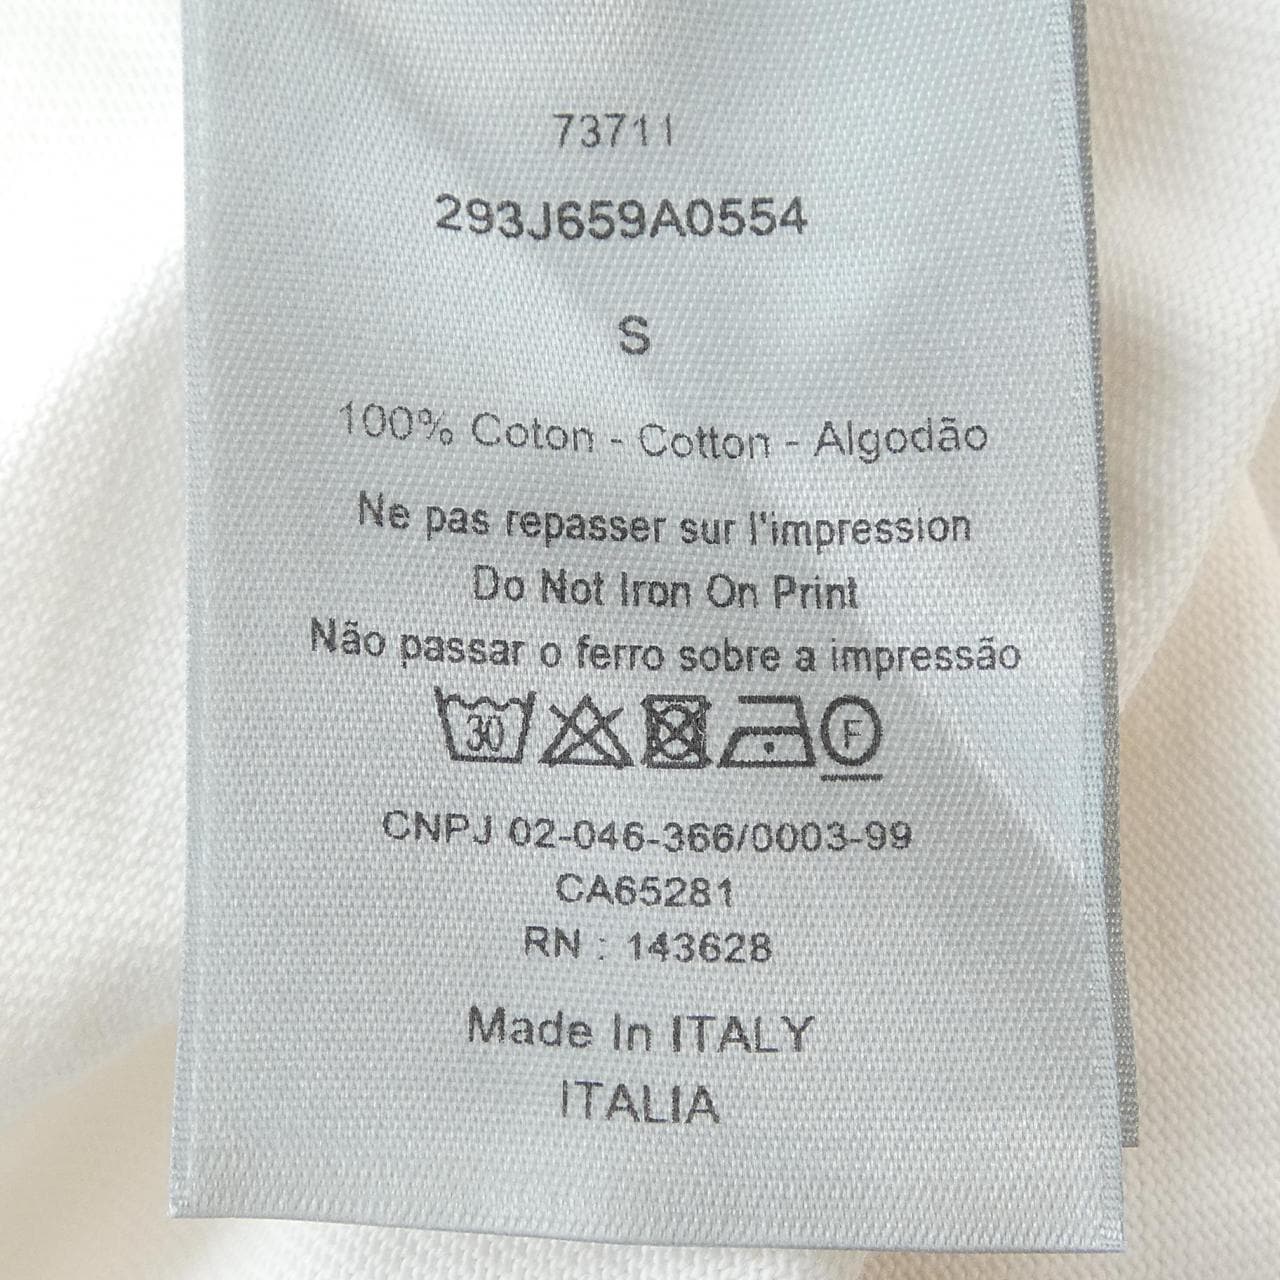 73711
293J659A0554
S
100% Coton - Cotton - Algodão
Ne pas repasser sur l'impression
Do Not Iron On Print
Não passar o ferro sobre a impressão
30 F
CNPJ 02-046-366/0003-99
CA65281
RN : 143628
Made In ITALY
ITALIA